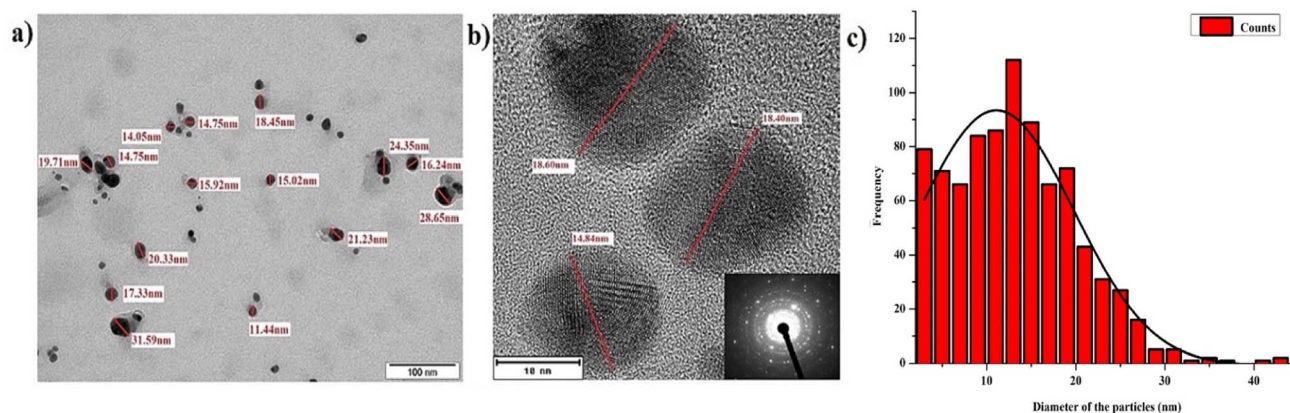 a)
18.45nm
14.75nm
14.05nm
24.35nm
16.24nm
19.71nm
14.75nm
15.92nm
15.02nm
28.65nm
21.23nm
20.33nm
17.33nm
11.44nm
31.59nm
100 nm
b)
18.40nm
18.60nm
14.84nm
10 nm
c)
Counts
120
100
80
60
40
20
0
Frequency
10
20
30
40
Diameter of the particles (nm)